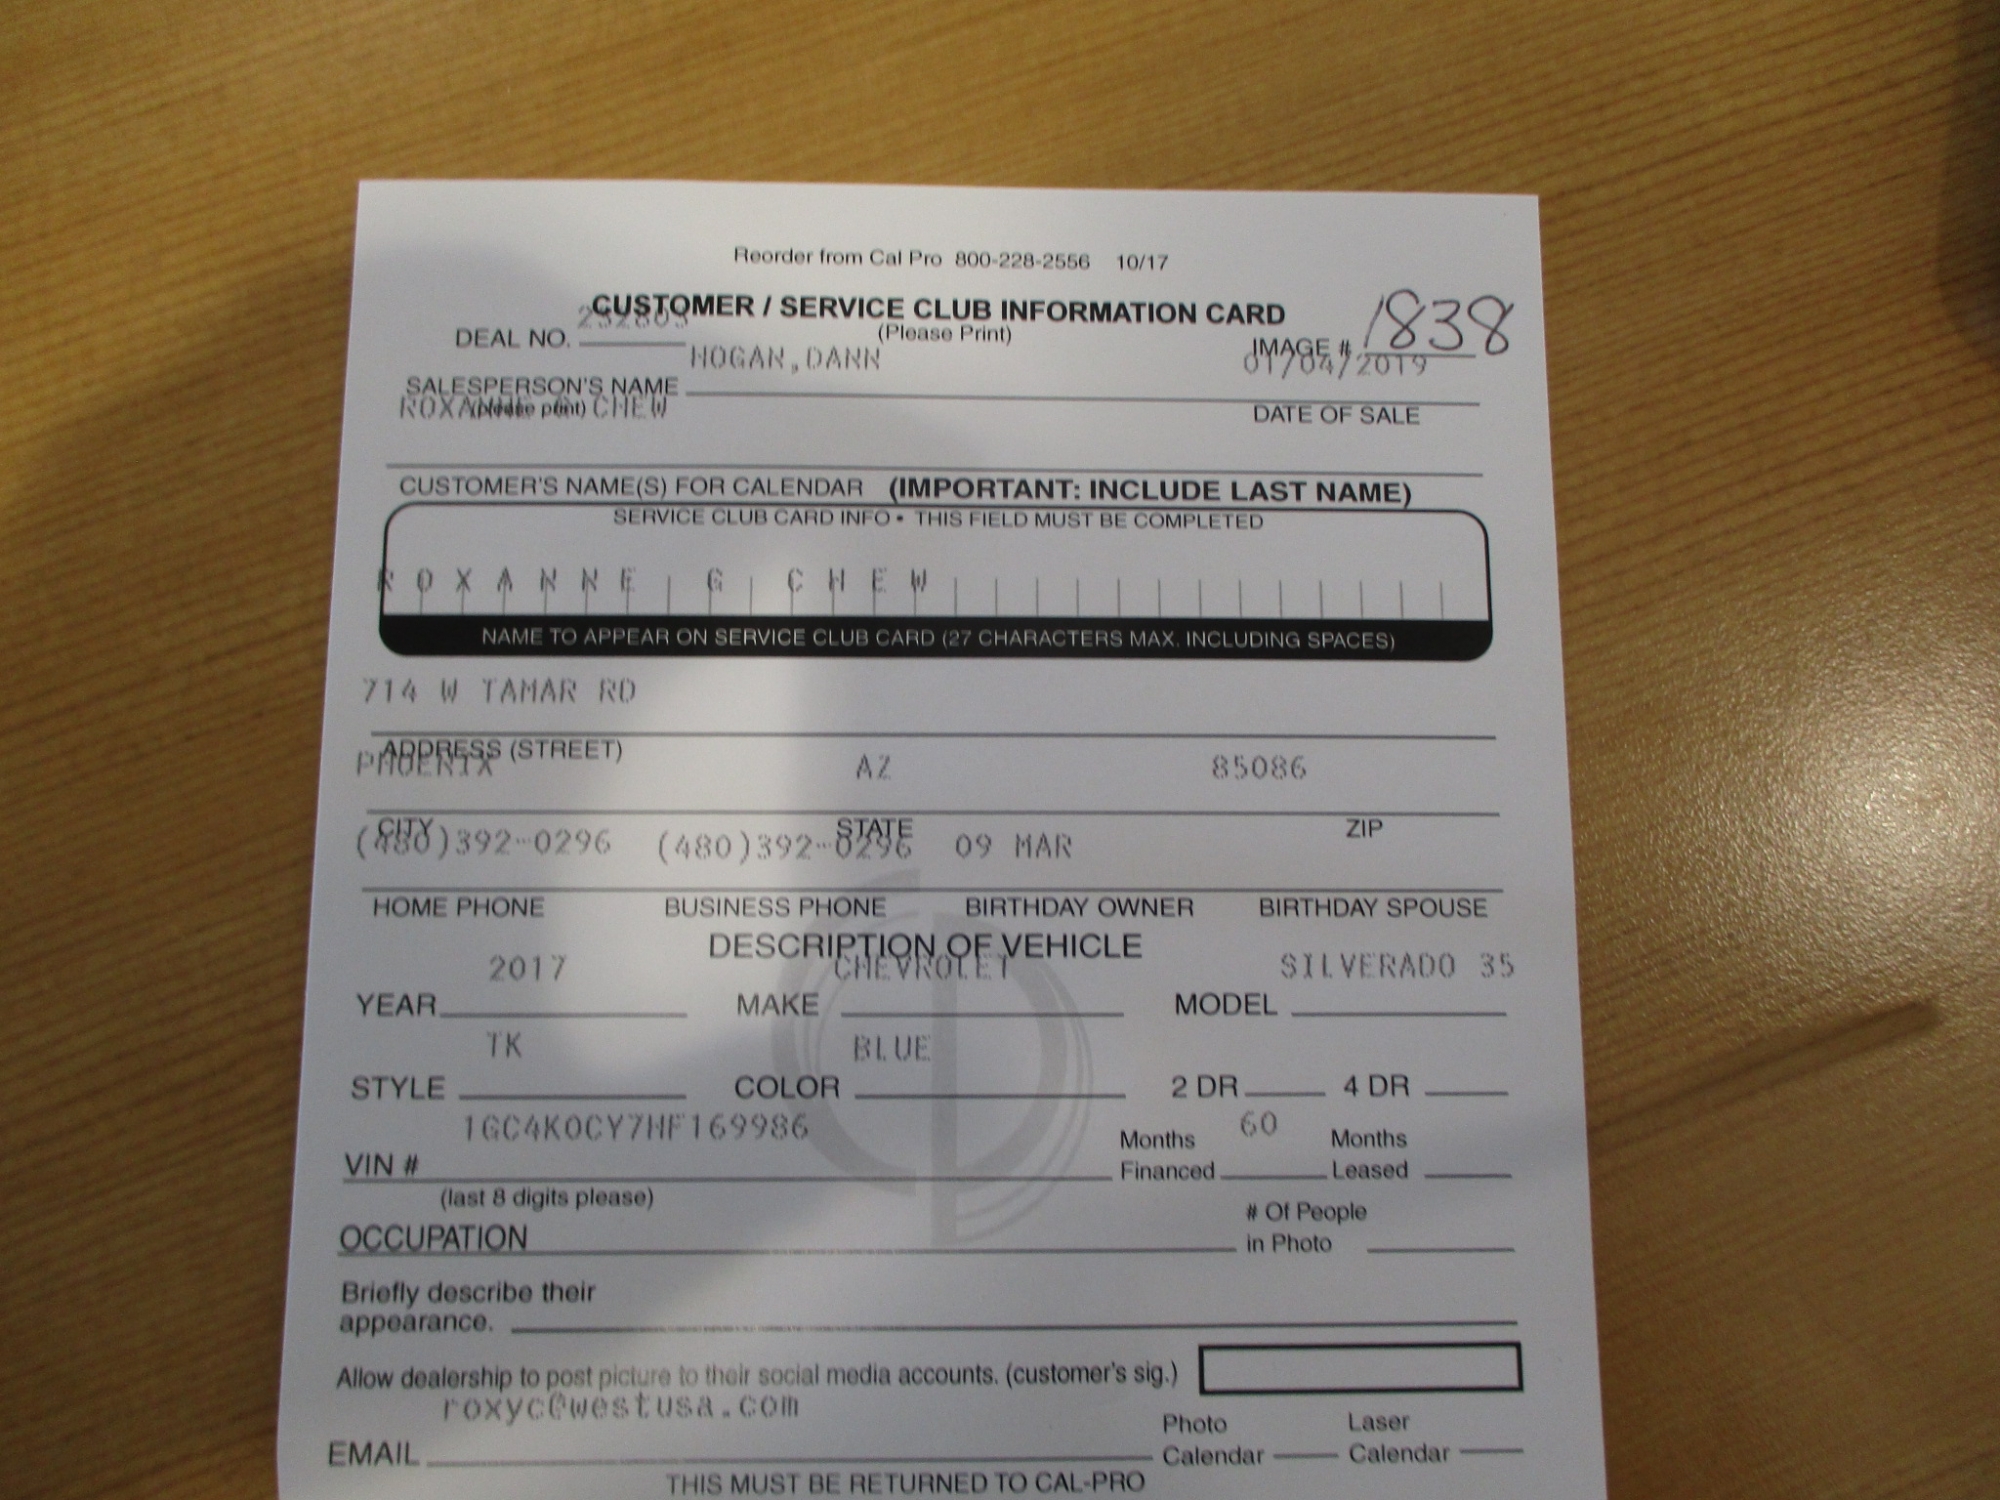 Reorder from Cal Pro 800-228-2556 10/17
CUSTOMER / SERVICE CLUB INFORMATION CARD
(Please Print)
DEAL NO. 232803
IMAGE # 1838
HOGAN,DANN 01/04/2019
SALESPERSON'S NAME
(please print)
DATE OF SALE
ROXANNE G CHEW
CUSTOMER'S NAME(S) FOR CALENDAR (IMPORTANT: INCLUDE LAST NAME)
SERVICE CLUB CARD INFO • THIS FIELD MUST BE COMPLETED
ROXANNE G CHEW
NAME TO APPEAR ON SERVICE CLUB CARD (27 CHARACTERS MAX. INCLUDING SPACES)
714 W TAMAR RD
ADDRESS (STREET)
PHOENIX AZ 85086
CITY STATE ZIP
(480)392-0296 (480)392-0296 09 MAR
HOME PHONE BUSINESS PHONE BIRTHDAY OWNER BIRTHDAY SPOUSE
DESCRIPTION OF VEHICLE
2017 CHEVROLET SILVERADO 35
YEAR MAKE MODEL
TK BLUE
STYLE COLOR 2 DR 4 DR
1GC4K0CY7HF169986 60
VIN # Months Financed Months Leased
(last 8 digits please)
OCCUPATION # Of People in Photo
Briefly describe their
appearance.
Allow dealership to post picture to their social media accounts. (customer's sig.)
roxyc@westusa.com
EMAIL Photo Calendar Laser Calendar
THIS MUST BE RETURNED TO CAL-PRO